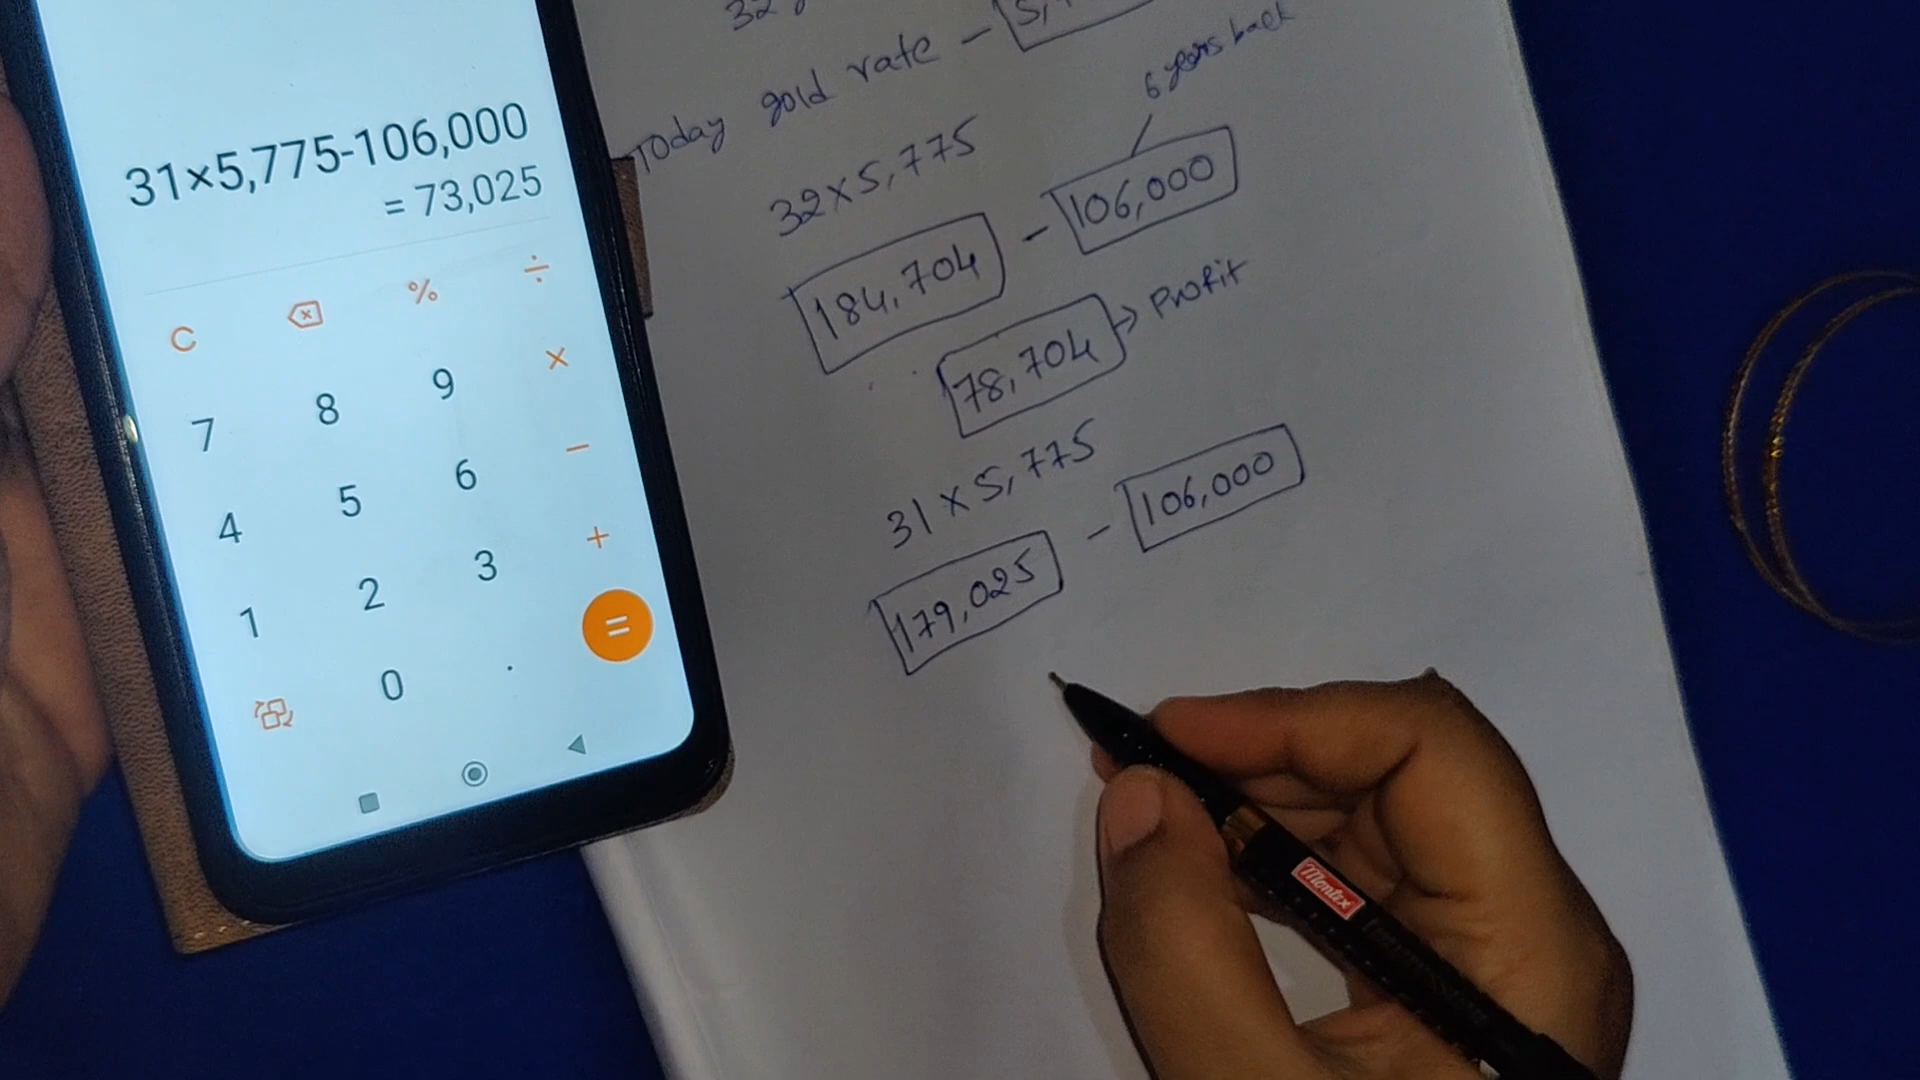 31×5,775-106,000
= 73,025
C % ÷
7 8 9 ×
4 5 6 −
1 2 3 +
0 . =
32
Today gold rate –
6 years back
32×5,775
184,704 – 106,000
78,704 → Profit
31×5,775
179,025 – 106,000
Montex